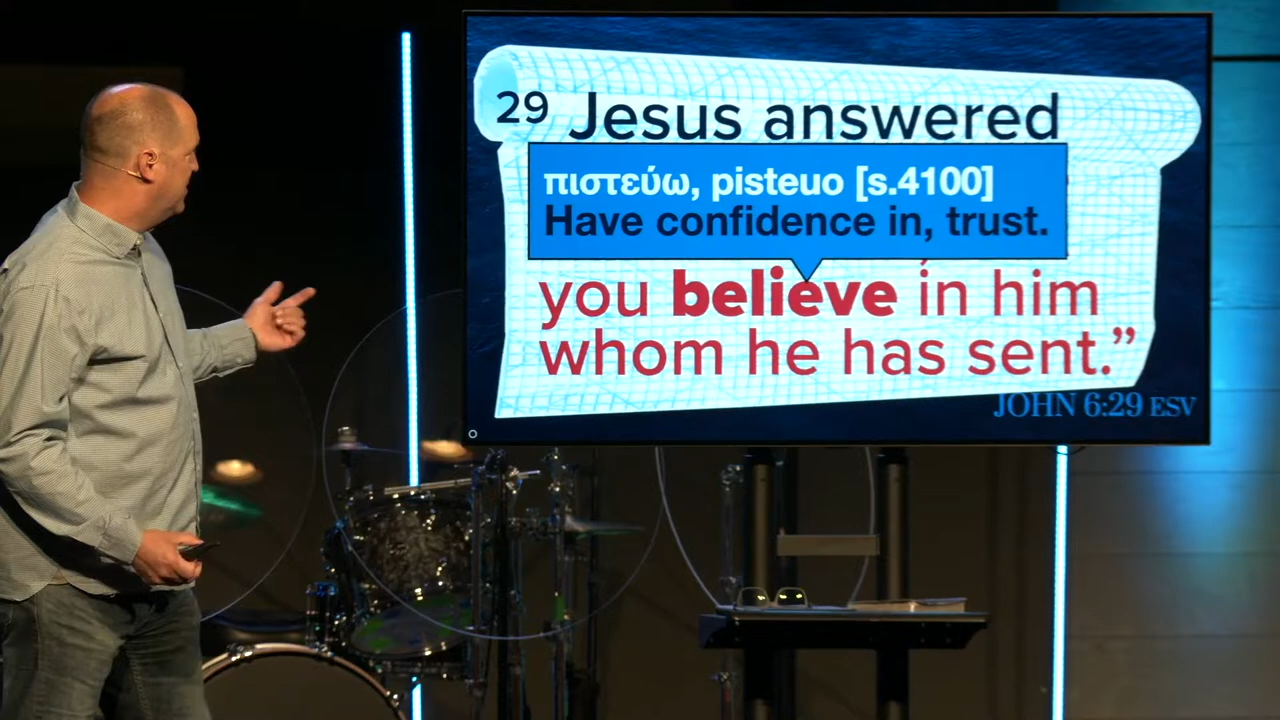 29 Jesus answered
πιστεύω, pisteuo [s.4100]
Have confidence in, trust.
you believe in him
whom he has sent.”
JOHN 6:29 ESV